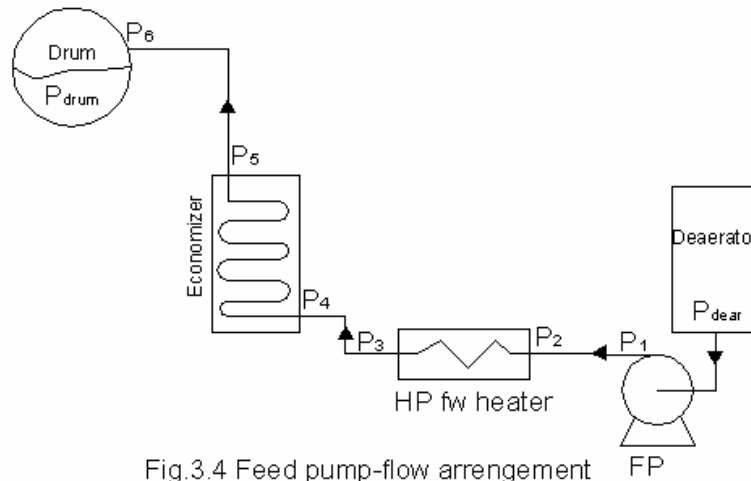 P6
Drum
Pdrum
P5
Economizer
Deaerato
P4
Pdear
P3
P2
P1
HP fw heater
Fig.3.4 Feed pump-flow arrengement
FP